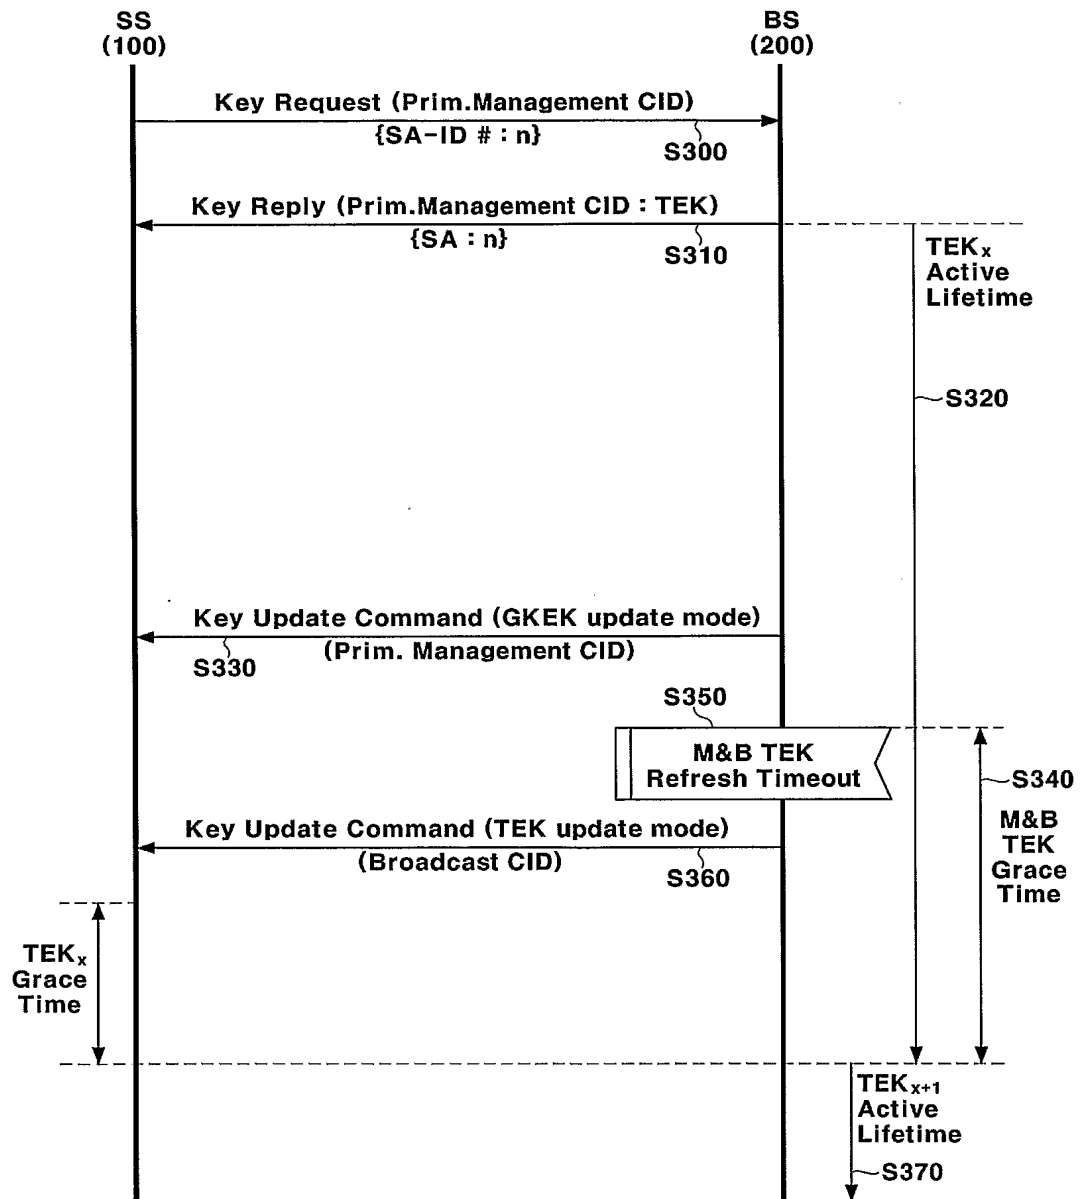 SS
(100)
BS
(200)
Key Request (Prim.Management CID)
{SA-ID # : n}
S300
Key Reply (Prim.Management CID : TEK)
{SA : n}
S310
TEKx
Active
Lifetime
S320
Key Update Command (GKEK update mode)
(Prim. Management CID)
S330
S350
M&B TEK
Refresh Timeout
S340
M&B
TEK
Grace
Time
Key Update Command (TEK update mode)
(Broadcast CID)
S360
TEKx
Grace
Time
TEKx+1
Active
Lifetime
S370